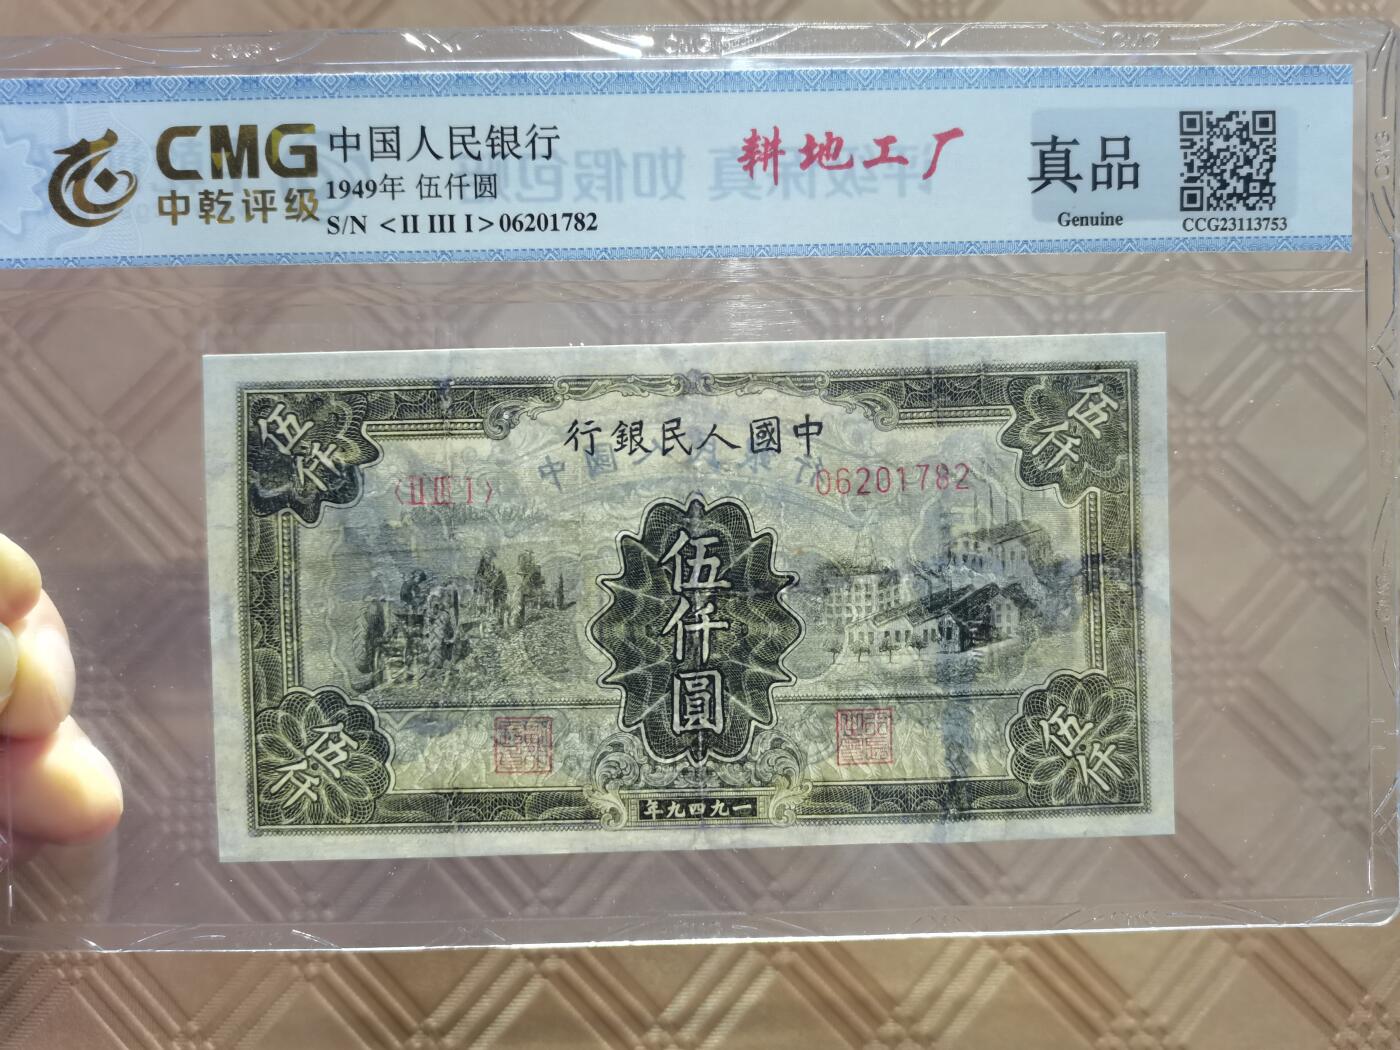 CMG
中乾评级
中国人民银行
1949年 伍仟圆
S/N <II III I> 06201782
耕地工厂
真品
Genuine
CCG23113753
伍仟
伍仟
行銀民人國中
〈II III I〉
06201782
伍仟圓
伍仟
伍仟
年九四九一